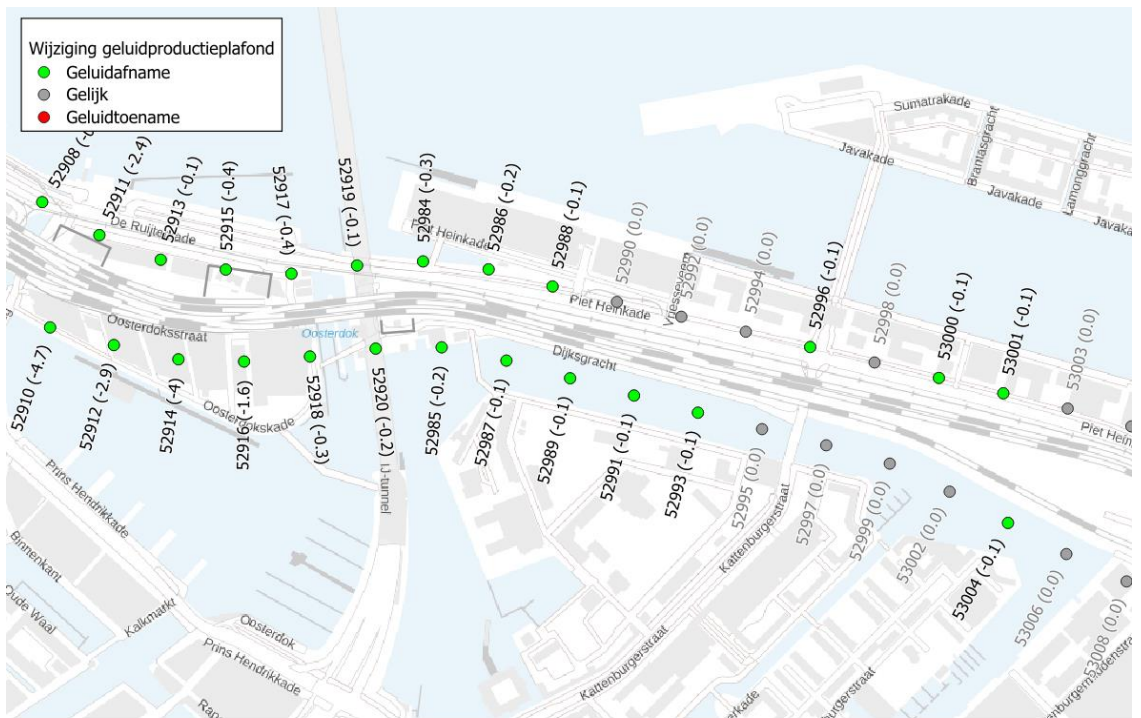 Wijziging geluidproductieplafond
Geluidafname
Gelijk
Geluidtoename
52911 (-2.4)
52913 (-0.1)
52915 (-0.4)
52917 (-0.4)
52919 (-0.1)
52984 (-0.3)
52986 (-0.2)
52988 (-0.1)
52990 (0.0)
52992 (0.0)
52994 (0.0)
52996 (-0.1)
52998 (0.0)
53000 (-0.1)
53001 (-0.1)
53003 (0.0)
Sumatrakade
Javakade
Bramasgracht
Lamonggracht
Javakade
De Ruijterkade
Piet Heinkade
Vriesseveem
Piet Heinkade
Oosterdoksstraat
Oosterdok
Dijksgracht
Oosterdokskade
52910 (-4.7)
52912 (-2.9)
52914 (-4)
52916 (-1.6)
52918 (-0.3)
52920 (-0.2)
52985 (-0.2)
52987 (-0.1)
52989 (-0.1)
52991 (-0.1)
52993 (-0.1)
52995 (0.0)
52997 (0.0)
52999 (0.0)
53002 (0.0)
53004 (-0.1)
53006 (0.0)
53008 (0.0)
IJ-tunnel
Prins Hendrikkade
Binnenkant
Oude Waal
Kalkmarkt
Oosterdok
Prins Hendrikkade
Kattenburgerstraat
Kattenburgerstraat